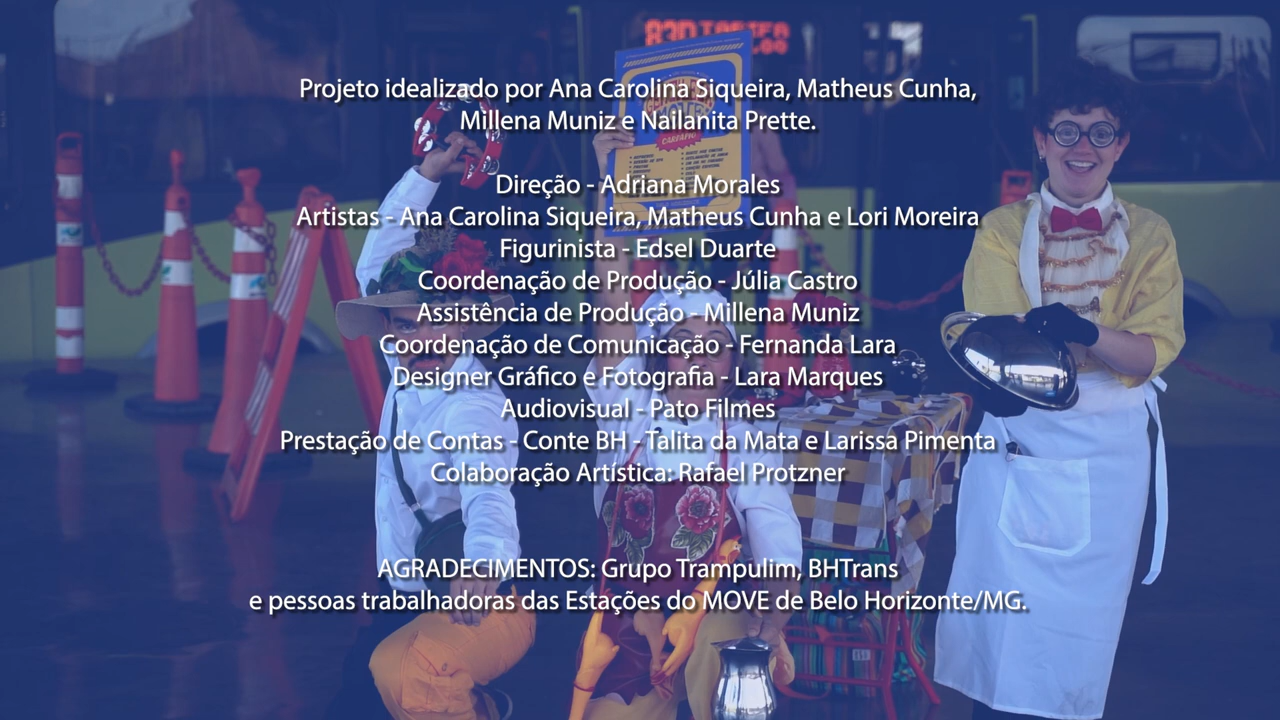 Projeto idealizado por Ana Carolina Siqueira, Matheus Cunha,
Millena Muniz e Nailanita Prette.
Direção - Adriana Morales
Artistas - Ana Carolina Siqueira, Matheus Cunha e Lori Moreira
Figurinista - Edsel Duarte
Coordenação de Produção - Júlia Castro
Assistência de Produção - Millena Muniz
Coordenação de Comunicação - Fernanda Lara
Designer Gráfico e Fotografia - Lara Marques
Audiovisual - Pato Filmes
Prestação de Contas - Conte BH - Talita da Mata e Larissa Pimenta
Colaboração Artística: Rafael Protzner
AGRADECIMENTOS: Grupo Trampulim, BHTrans
e pessoas trabalhadoras das Estações do MOVE de Belo Horizonte/MG.